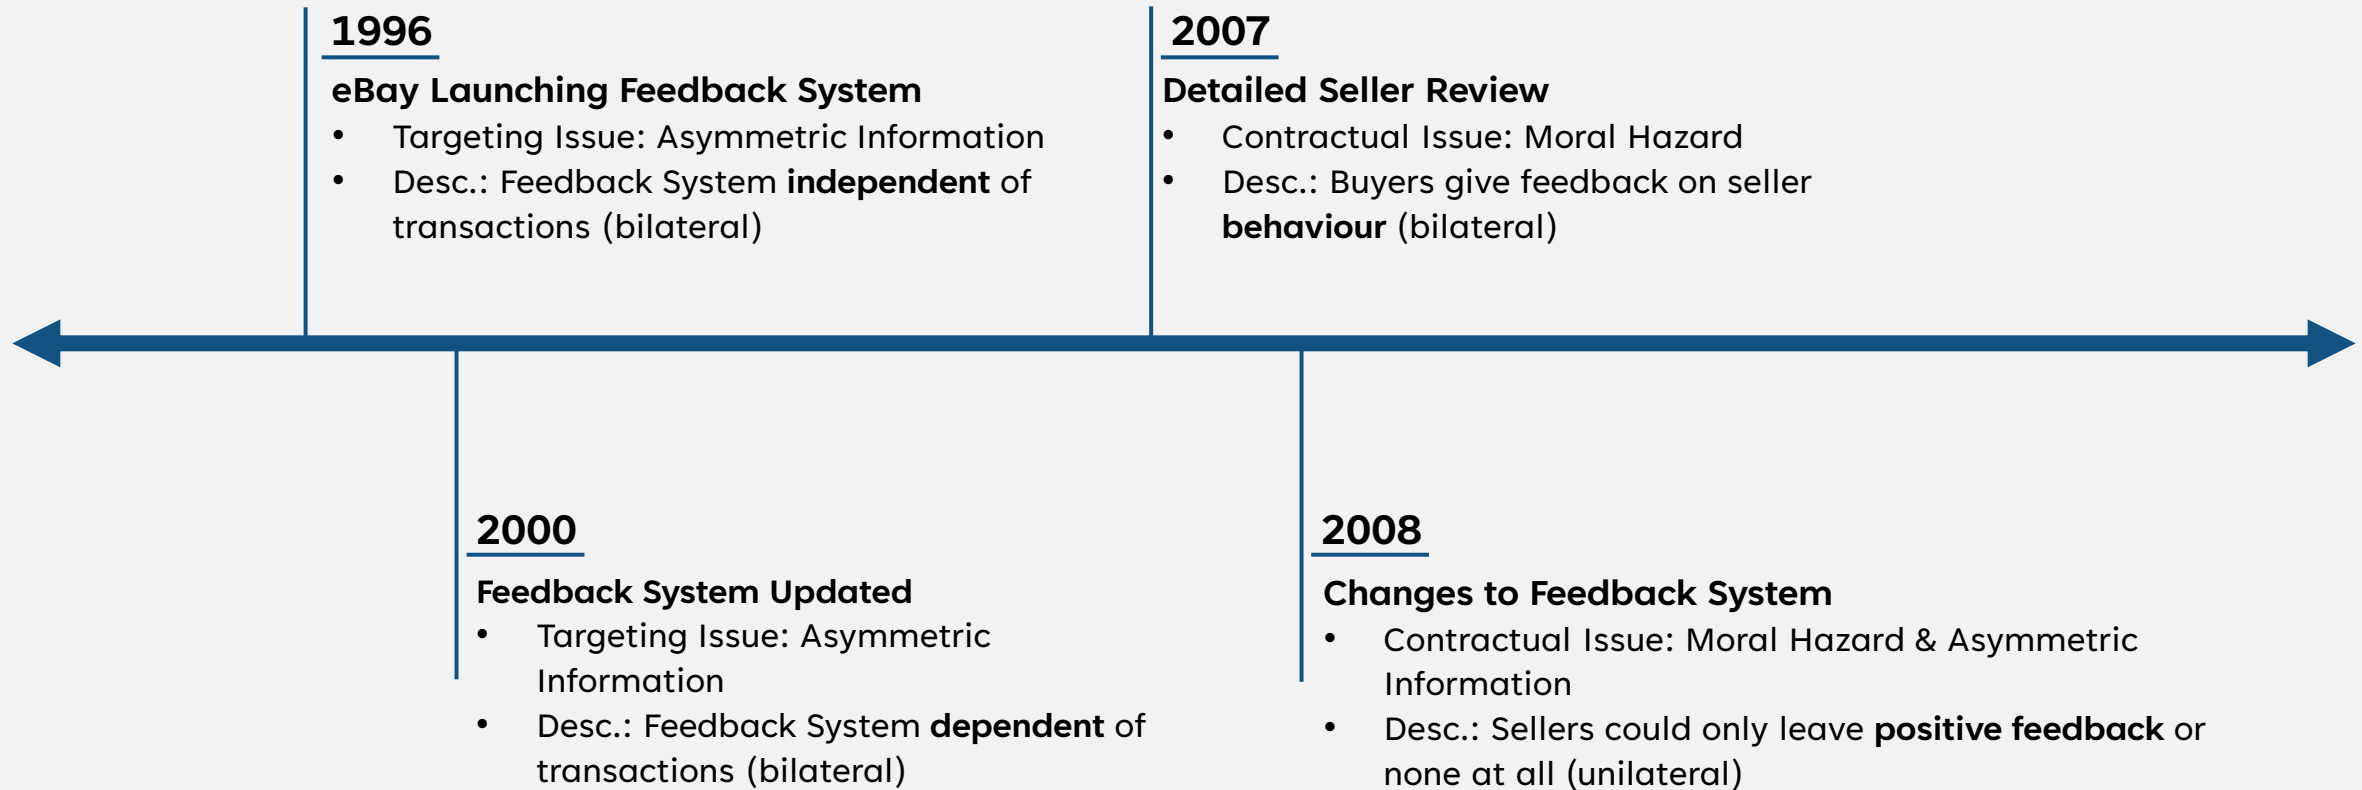 1996
eBay Launching Feedback System
• Targeting Issue: Asymmetric Information
• Desc.: Feedback System independent of
transactions (bilateral)
2007
Detailed Seller Review
• Contractual Issue: Moral Hazard
• Desc.: Buyers give feedback on seller
behaviour (bilateral)
2000
Feedback System Updated
• Targeting Issue: Asymmetric
Information
• Desc.: Feedback System dependent of
transactions (bilateral)
2008
Changes to Feedback System
• Contractual Issue: Moral Hazard & Asymmetric
Information
• Desc.: Sellers could only leave positive feedback or
none at all (unilateral)